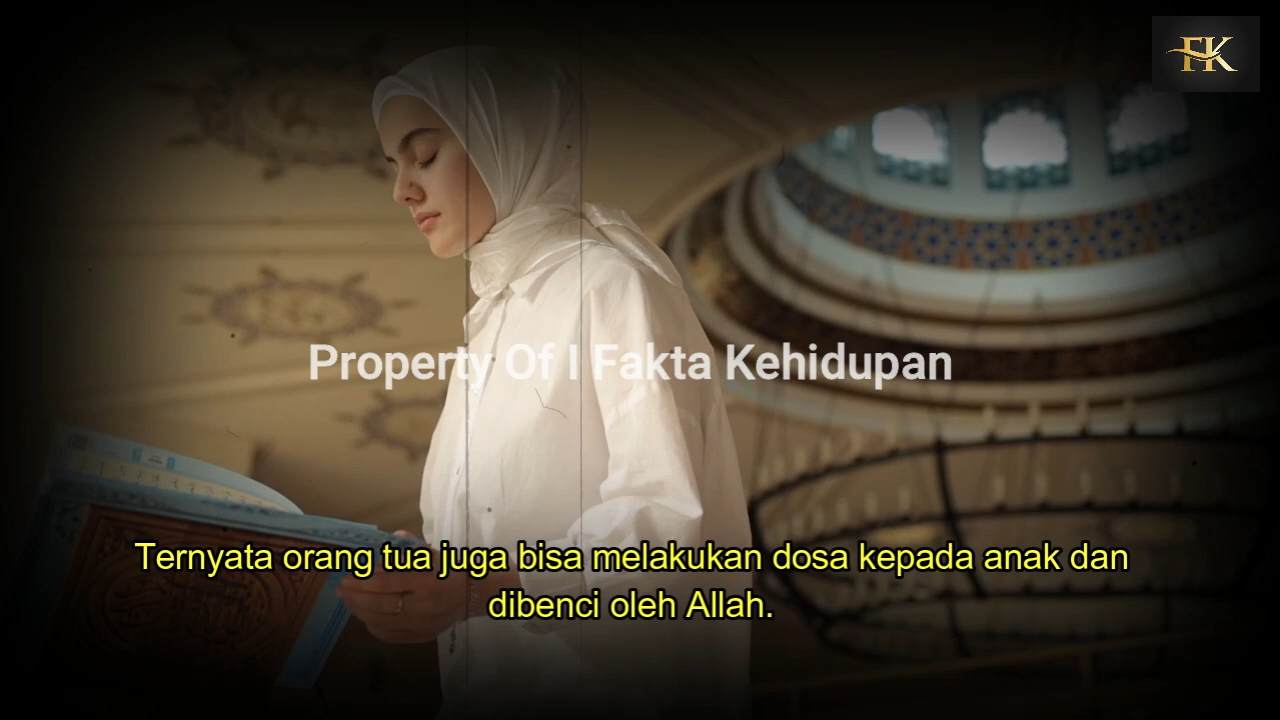 FK
Property Of I Fakta Kehidupan
Ternyata orang tua juga bisa melakukan dosa kepada anak dan
dibenci oleh Allah.